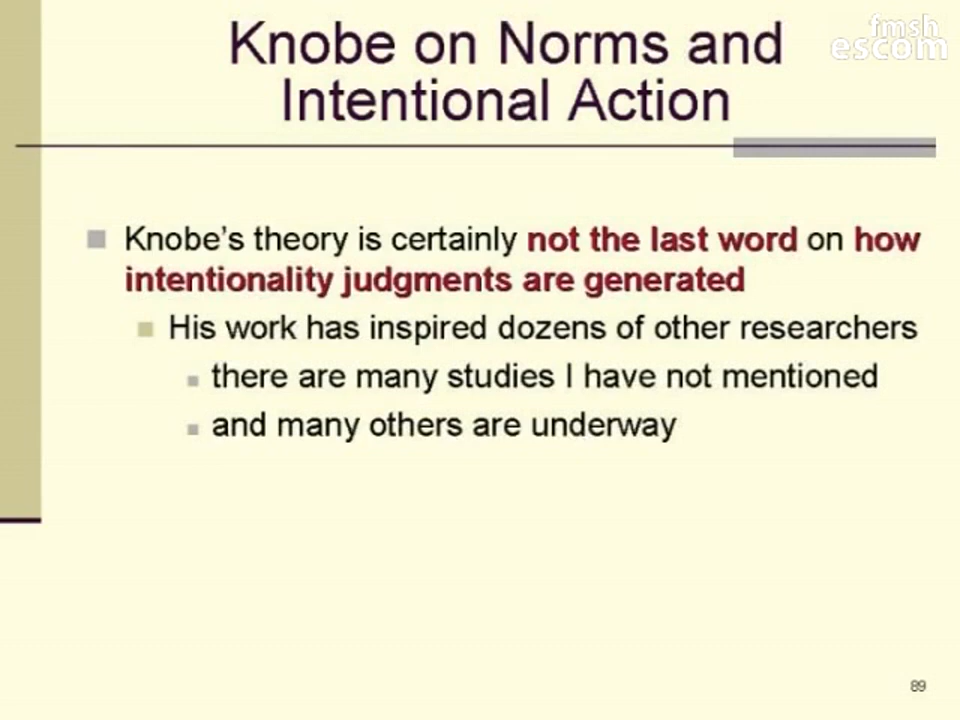 Knobe on Norms and
Intentional Action
fmsh
escom
Knobe's theory is certainly not the last word on how
intentionality judgments are generated
His work has inspired dozens of other researchers
there are many studies I have not mentioned
and many others are underway
89